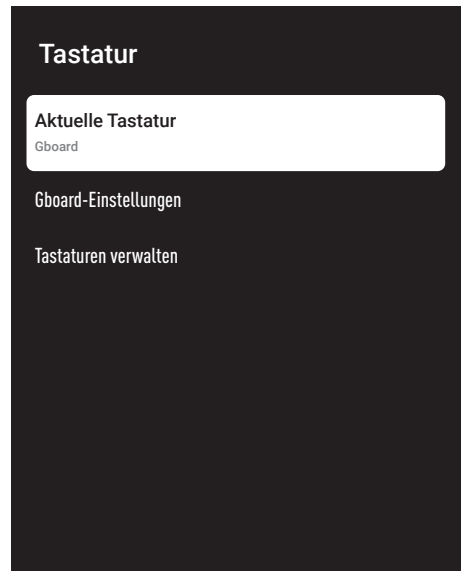 Tastatur
Aktuelle Tastatur
Gboard
Gboard-Einstellungen
Tastaturen verwalten